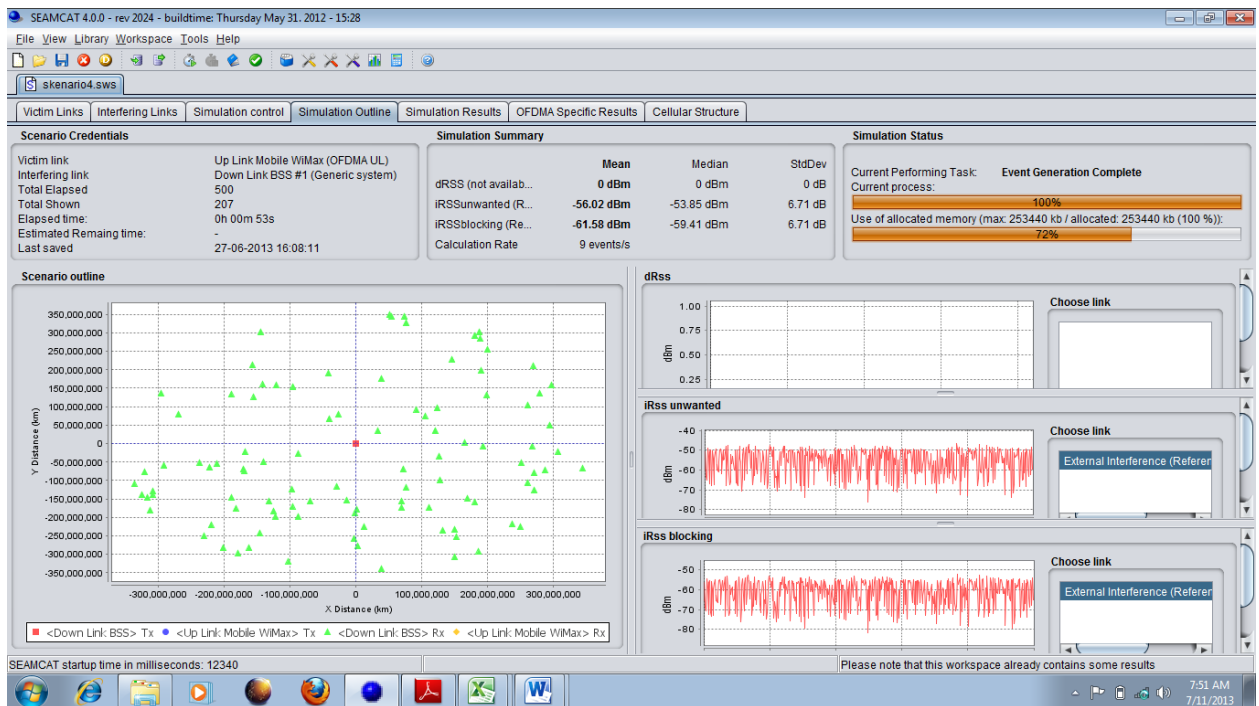 SEAMCAT 4.0.0 - rev 2024 - buildtime: Thursday May 31. 2012 - 15:28
File View Library Workspace Tools Help
skenario4.sws
Victim Links Interfering Links Simulation control Simulation Outline Simulation Results OFDMA Specific Results Cellular Structure
Scenario Credentials
Victim link Up Link Mobile WiMax (OFDMA UL)
Interfering link Down Link BSS #1 (Generic system)
Total Elapsed 500
Total Shown 207
Elapsed time: 0h 00m 53s
Estimated Remaing time: -
Last saved 27-06-2013 16:08:11
Simulation Summary
Mean Median StdDev
dRSS (not availab... 0 dBm 0 dBm 0 dB
iRSSunwanted (R... -56.02 dBm -53.85 dBm 6.71 dB
iRSSblocking (Re... -61.58 dBm -59.41 dBm 6.71 dB
Calculation Rate 9 events/s
Simulation Status
Current Performing Task: Event Generation Complete
Current process:
100%
Use of allocated memory (max: 253440 kb / allocated: 253440 kb (100 %)):
72%
Scenario outline
Y Distance (km)
350,000,000
300,000,000
250,000,000
200,000,000
150,000,000
100,000,000
50,000,000
0
-50,000,000
-100,000,000
-150,000,000
-200,000,000
-250,000,000
-300,000,000
-350,000,000
-300,000,000 -200,000,000 -100,000,000 0 100,000,000 200,000,000 300,000,000
X Distance (km)
<Down Link BSS> Tx <Up Link Mobile WiMax> Tx <Down Link BSS> Rx <Up Link Mobile WiMax> Rx
dRss
dBm
1.00
0.75
0.50
0.25
Choose link
iRss unwanted
dBm
-40
-50
-60
-70
-80
Choose link
External Interference (Referen
iRss blocking
dBm
-50
-60
-70
-80
Choose link
External Interference (Referen
SEAMCAT startup time in milliseconds: 12340
Please note that this workspace already contains some results
7:51 AM
7/11/2013